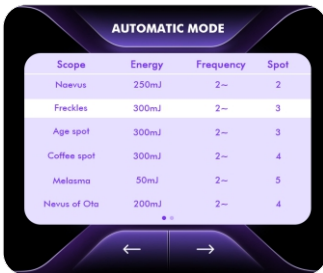 AUTOMATIC MODE
Scope Energy Frequency Spot
Naevus 250mJ 2~ 2
Freckles 300mJ 2~ 3
Age spot 300mJ 2~ 3
Coffee spot 300mJ 2~ 4
Melasma 50mJ 2~ 5
Nevus of Ota 200mJ 2~ 4
← →